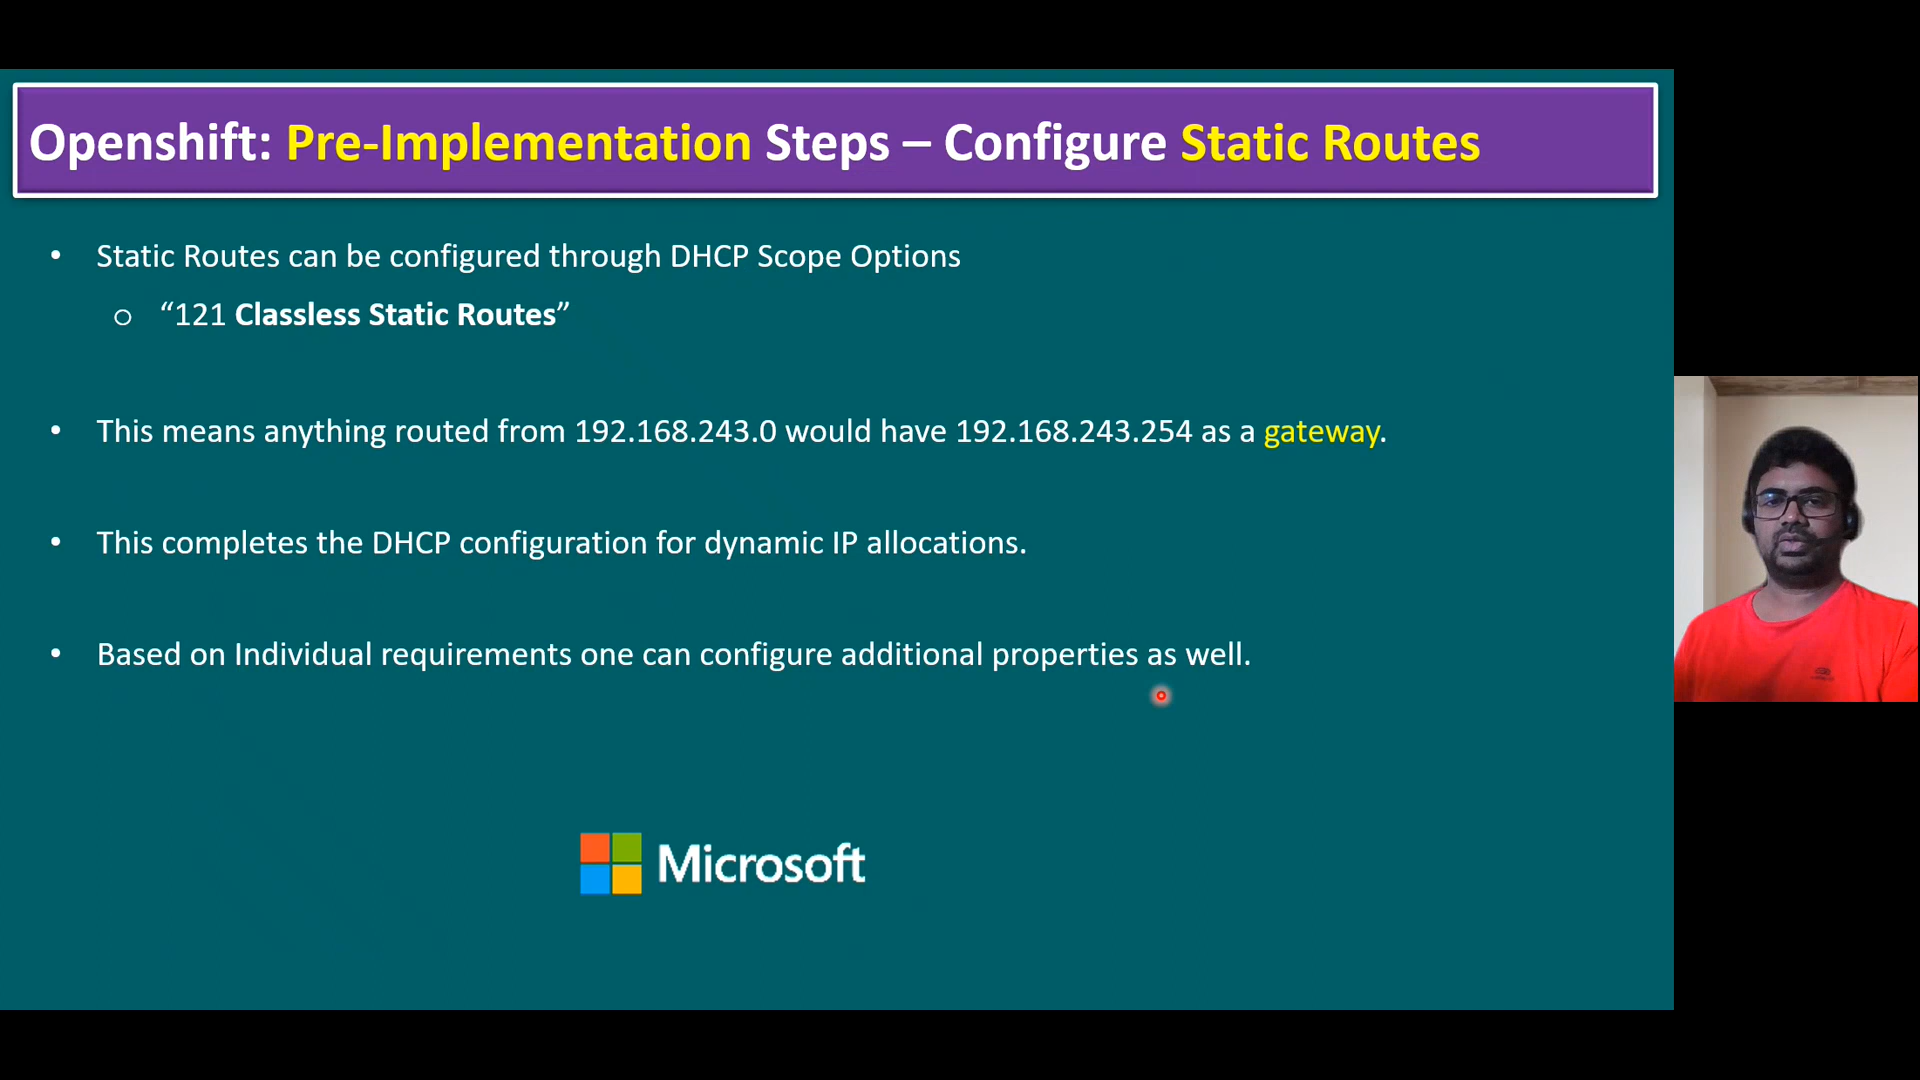 Openshift: Pre-Implementation Steps – Configure Static Routes
• Static Routes can be configured through DHCP Scope Options
o “121 Classless Static Routes”
• This means anything routed from 192.168.243.0 would have 192.168.243.254 as a gateway.
• This completes the DHCP configuration for dynamic IP allocations.
• Based on Individual requirements one can configure additional properties as well.
Microsoft